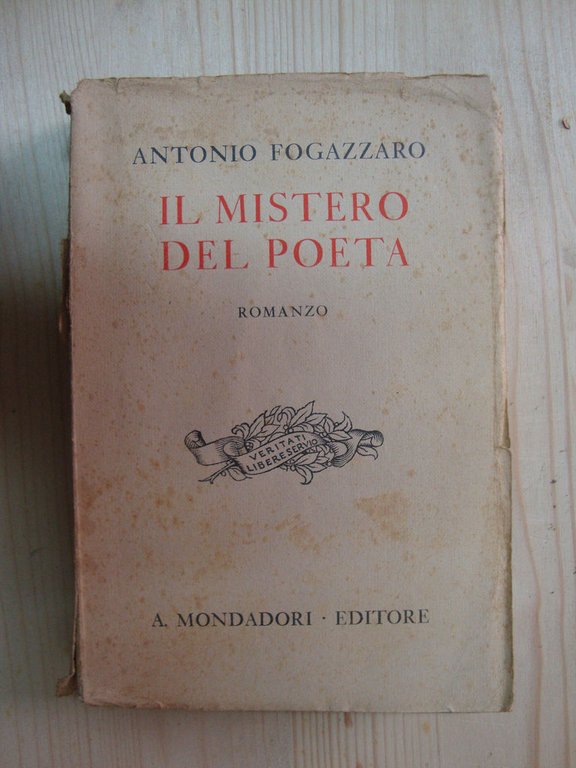 ANTONIO FOGAZZARO
IL MISTERO
DEL POETA
ROMANZO
VERITATI
LIBERE SERVIO
A. MONDADORI · EDITORE